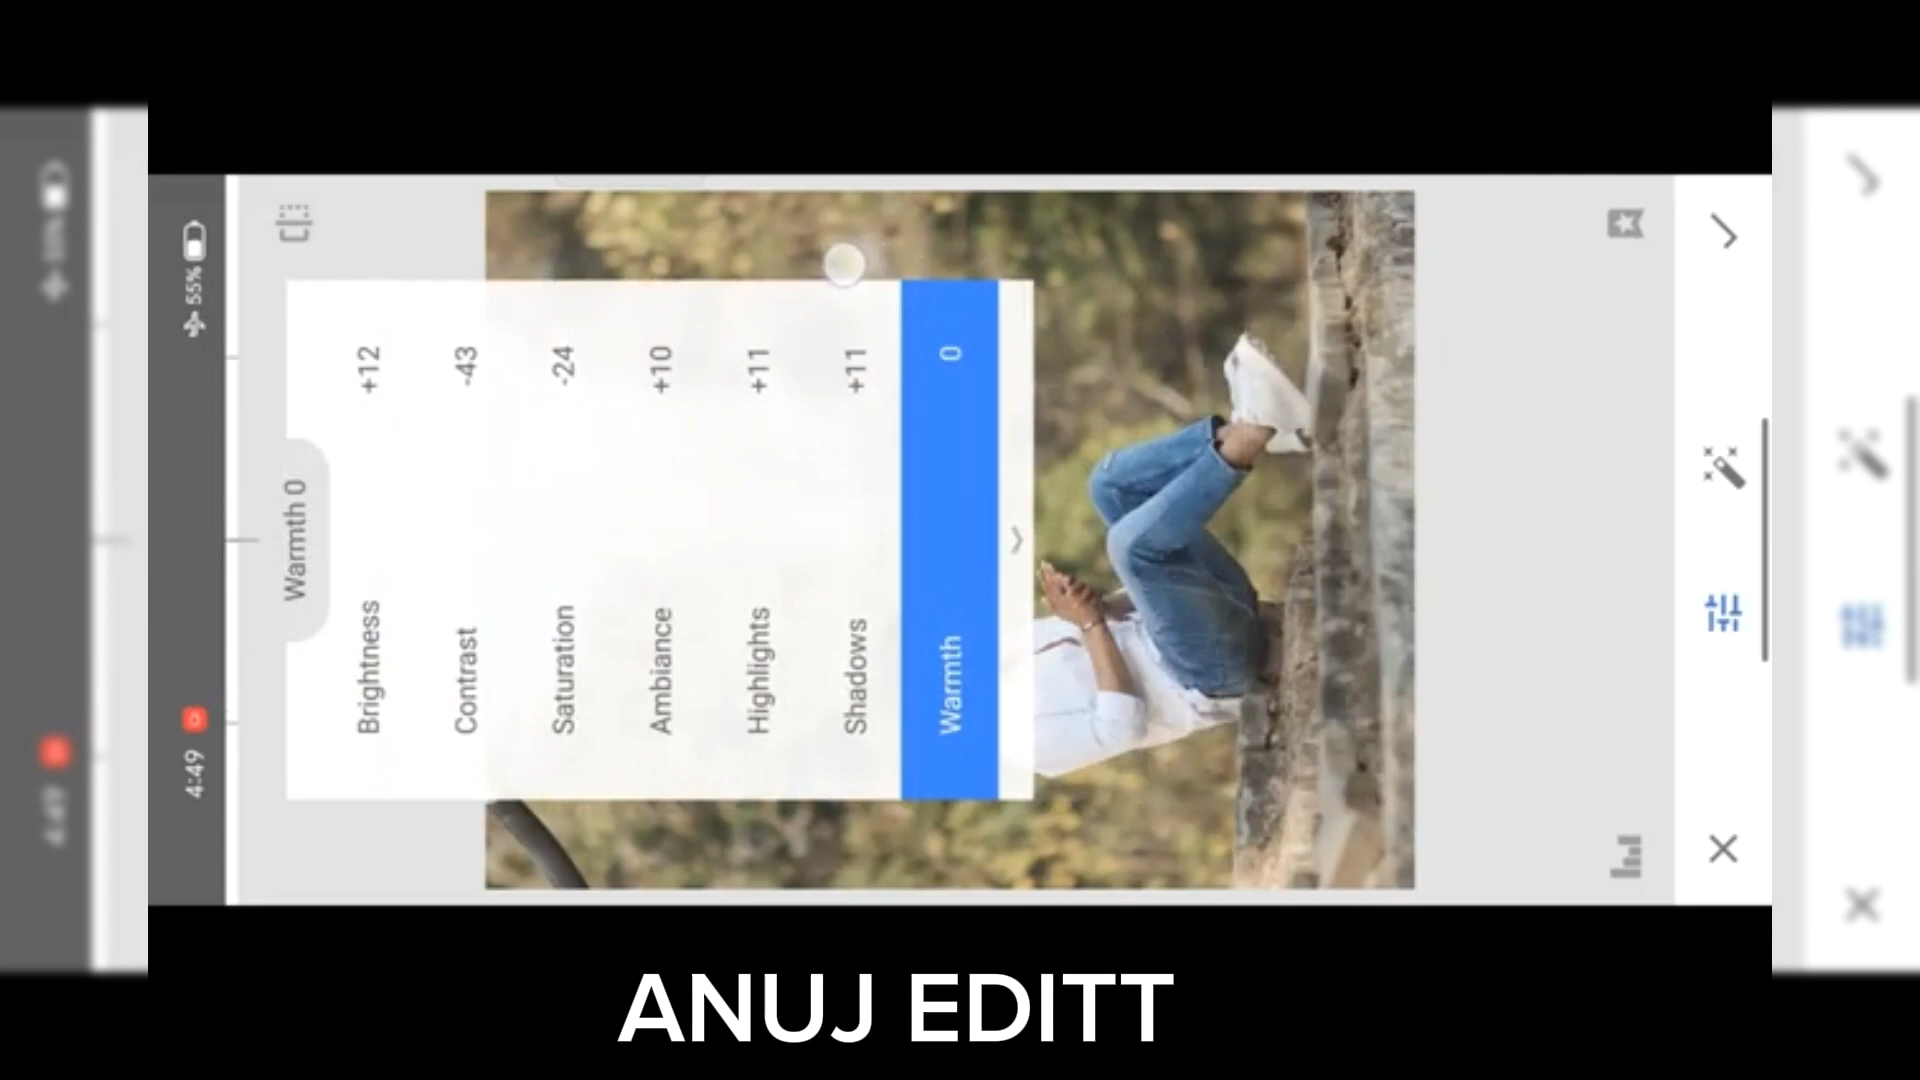 4:49 55%
Warmth 0
Brightness +12
Contrast -43
Saturation -24
Ambiance +10
Highlights +11
Shadows +11
Warmth 0
ANUJ EDITT